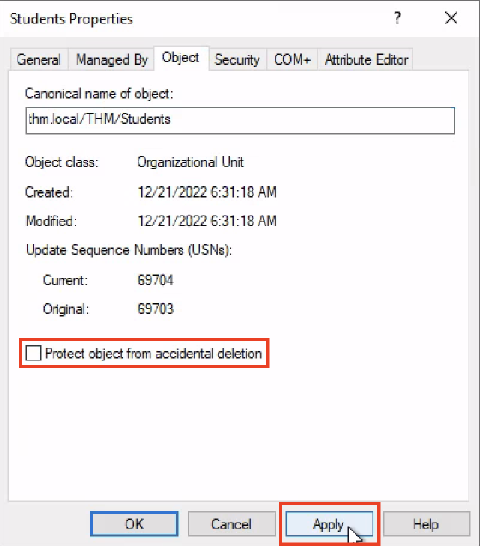 Students Properties
?
General Managed By Object Security COM+ Attribute Editor
Canonical name of object:
thm.local/THM/Students
Object class: Organizational Unit
Created: 12/21/2022 6:31:18 AM
Modified: 12/21/2022 6:31:18 AM
Update Sequence Numbers (USNs):
Current: 69704
Original: 69703
Protect object from accidental deletion
OK Cancel Apply Help